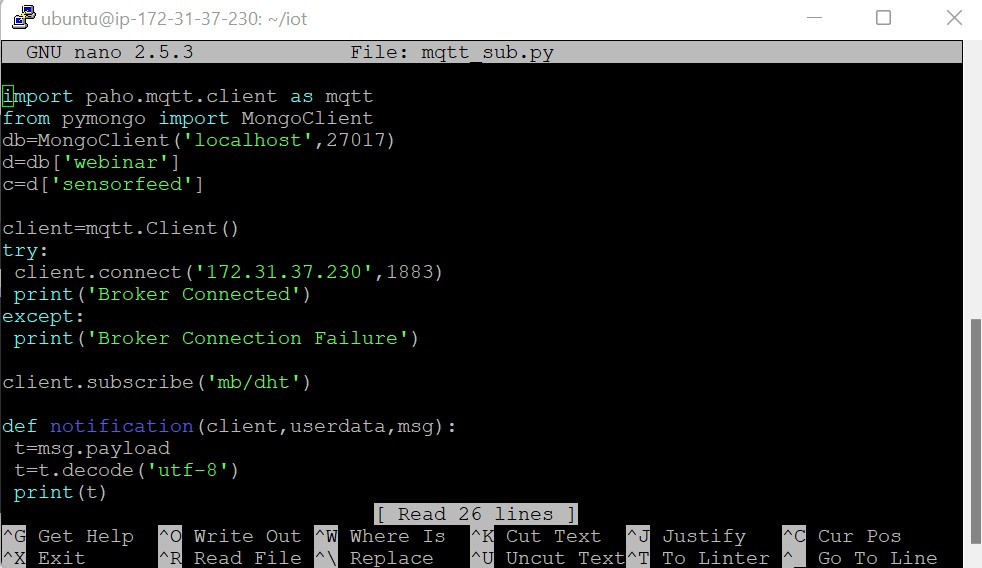 ubuntu@ip-172-31-37-230: ~/iot
GNU nano 2.5.3 File: mqtt_sub.py
import paho.mqtt.client as mqtt
from pymongo import MongoClient
db=MongoClient('localhost',27017)
d=db['webinar']
c=d['sensorfeed']
client=mqtt.Client()
try:
 client.connect('172.31.37.230',1883)
 print('Broker Connected')
except:
 print('Broker Connection Failure')
client.subscribe('mb/dht')
def notification(client,userdata,msg):
 t=msg.payload
 t=t.decode('utf-8')
 print(t)
[ Read 26 lines ]
^G Get Help ^O Write Out ^W Where Is ^K Cut Text ^J Justify ^C Cur Pos
^X Exit ^R Read File ^\ Replace ^U Uncut Text ^T To Linter ^_ Go To Line